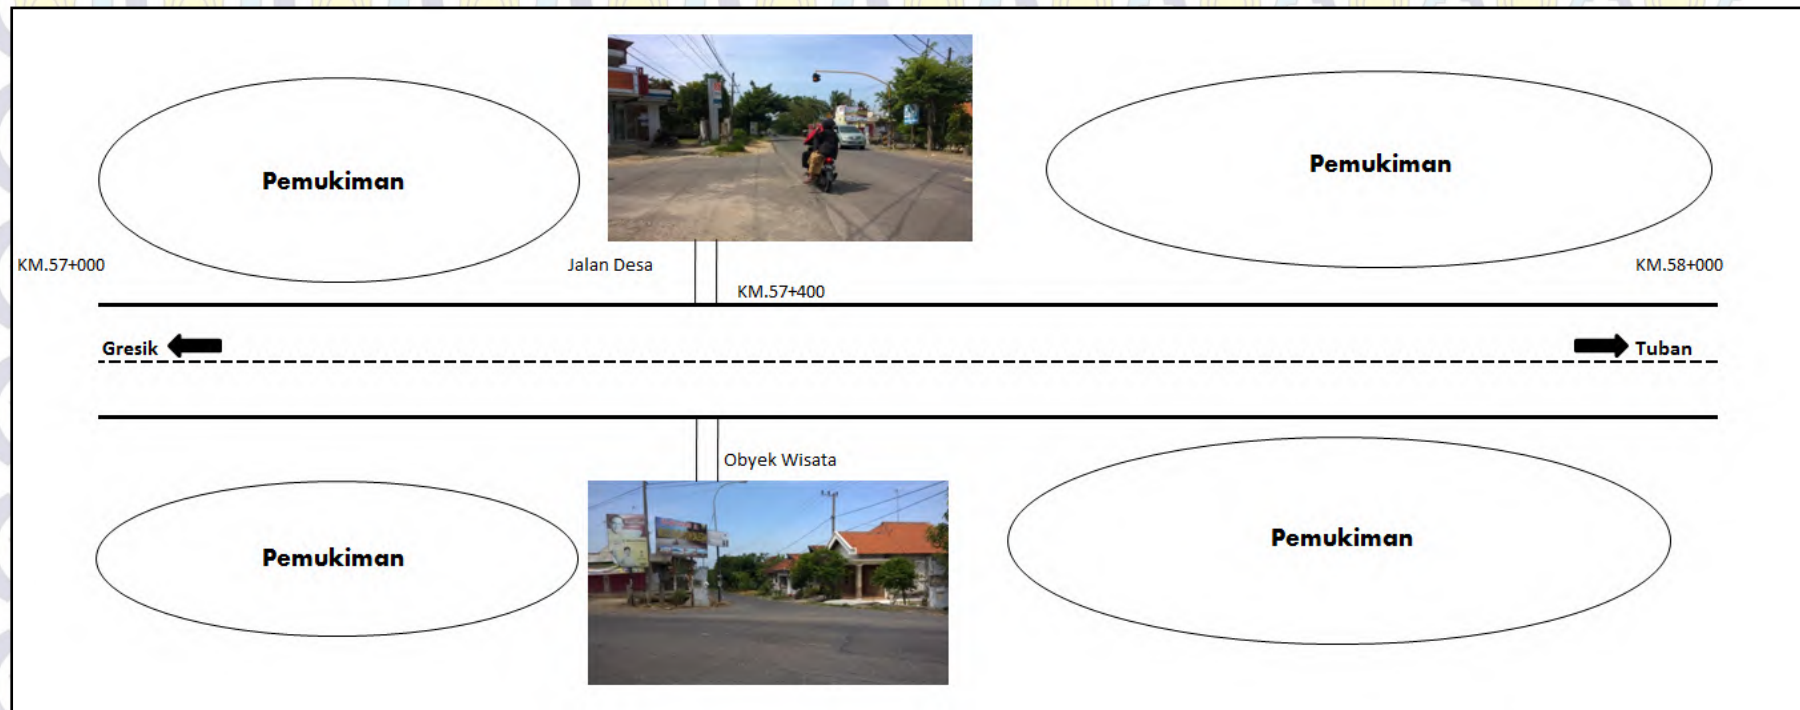 Pemukiman
Pemukiman
KM.57+000
Jalan Desa
KM.58+000
KM.57+400
Gresik
Tuban
Obyek Wisata
Pemukiman
Pemukiman